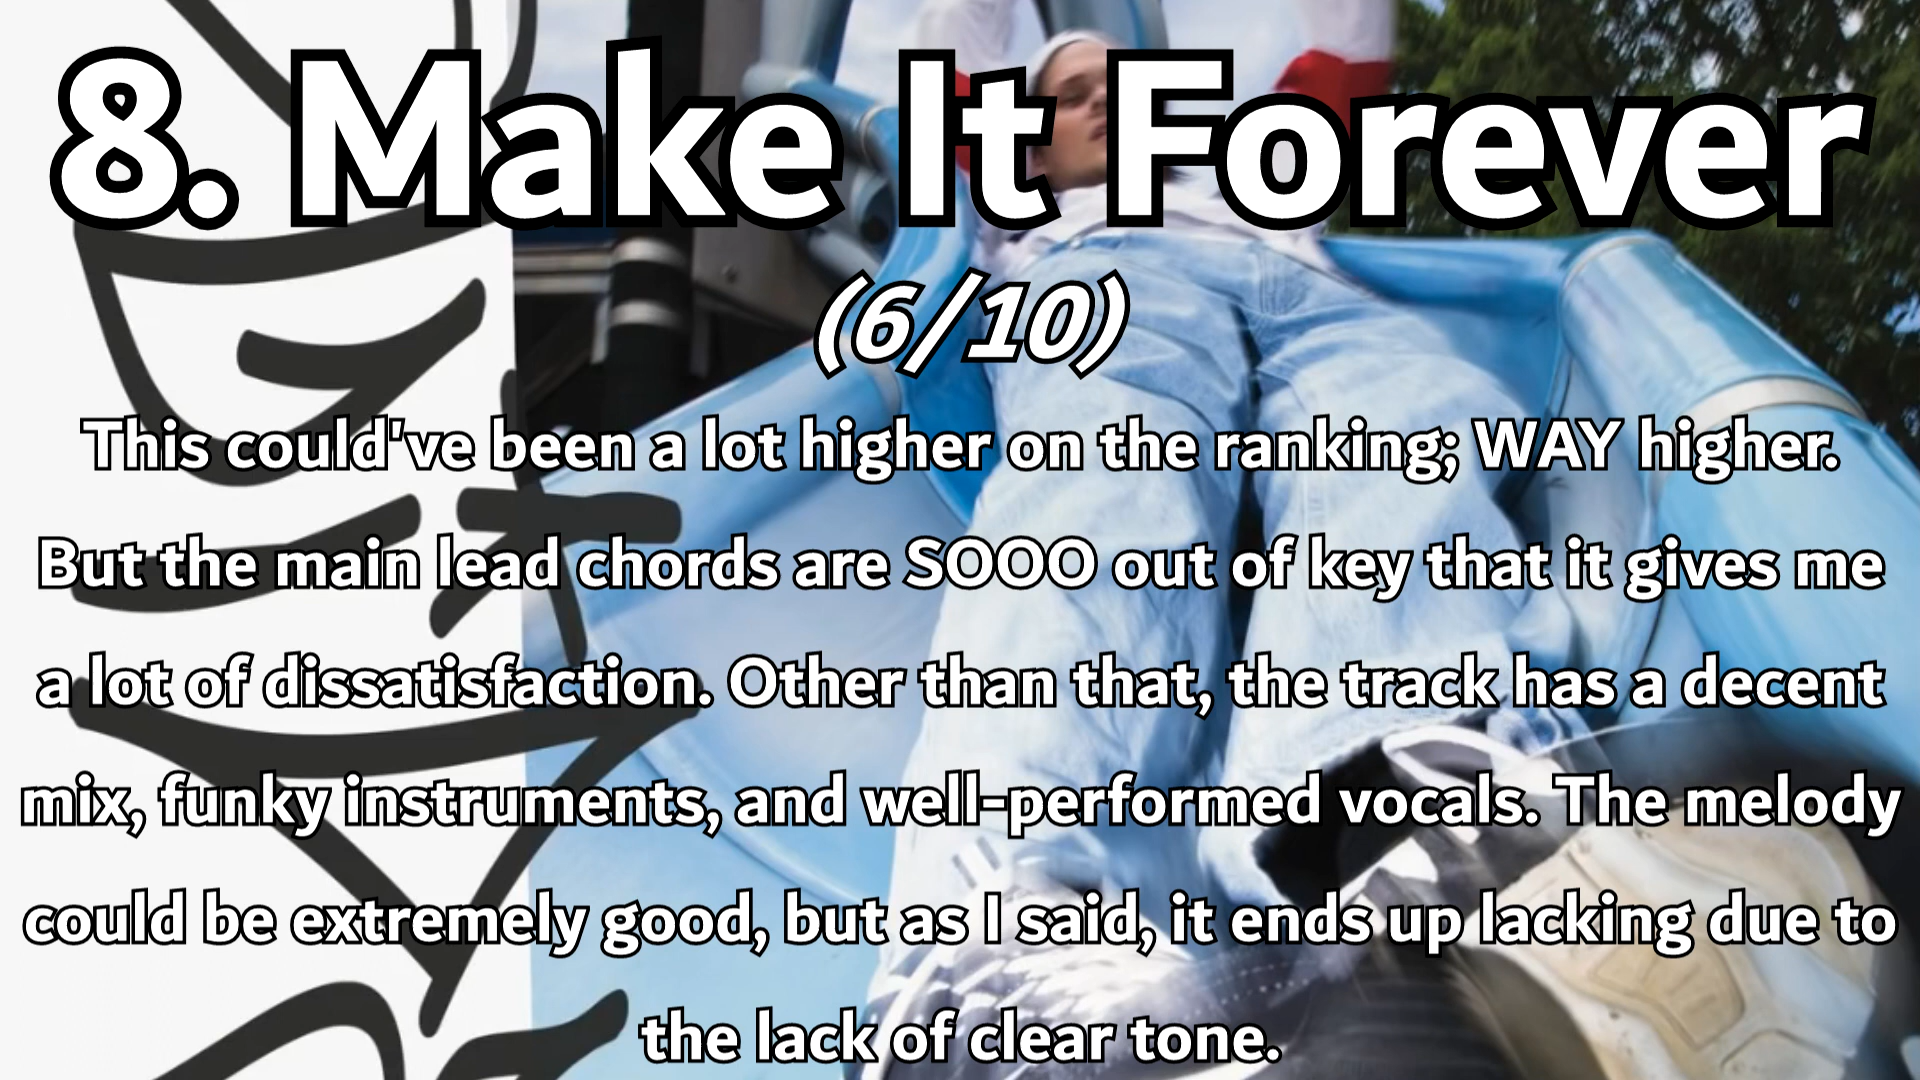 8. Make It Forever
(6/10)
This could've been a lot higher on the ranking; WAY higher.
But the main lead chords are SOOO out of key that it gives me
a lot of dissatisfaction. Other than that, the track has a decent
mix, funky instruments, and well-performed vocals. The melody
could be extremely good, but as I said, it ends up lacking due to
the lack of clear tone.